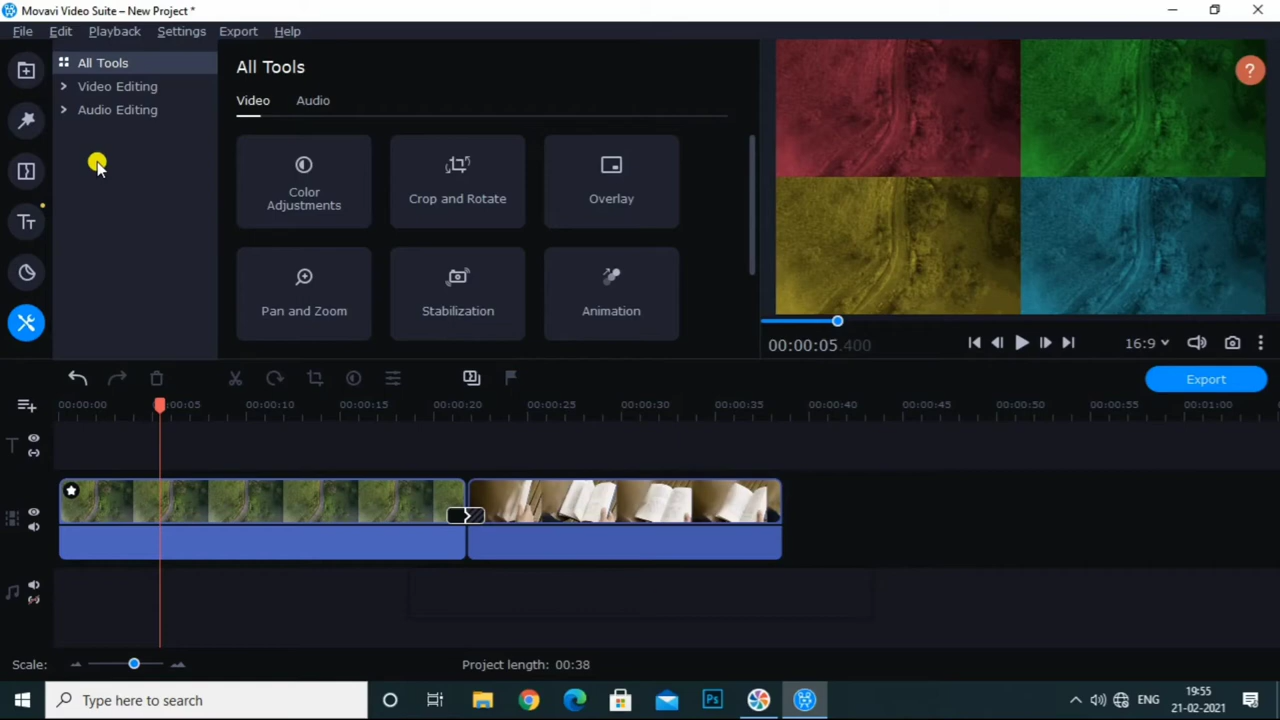 Movavi Video Suite – New Project *
File Edit Playback Settings Export Help
All Tools
Video Editing
Audio Editing
All Tools
Video Audio
Color
Adjustments
Crop and Rotate
Overlay
Pan and Zoom
Stabilization
Animation
?
00:00:05.400
16:9
Export
00:00:00 :00:05 00:00:10 00:00:15 00:00:20 00:00:25 00:00:30 00:00:35 00:00:40 00:00:45 00:00:50 00:00:55 00:01:00
Scale:
Project length: 00:38
Type here to search
Ps
ENG
19:55
21-02-2021